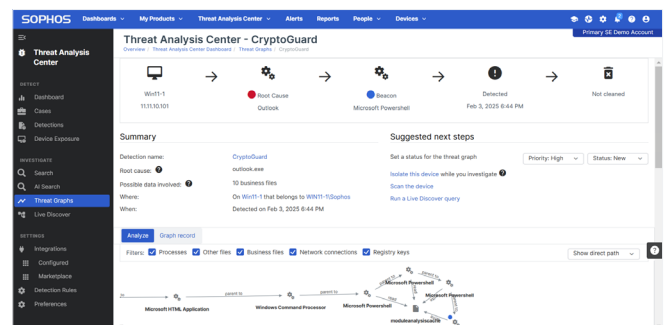 SOPHOS Dashboards My Products Threat Analysis Center Alerts Reports People Devices
Primary SE Demo Account
Threat Analysis Center
Threat Analysis Center - CryptoGuard
Overview / Threat Analysis Center Dashboard / Threat Graphs / CryptoGuard
DETECT
Dashboard
Cases
Detections
Device Exposure
INVESTIGATE
Search
AI Search
Threat Graphs
Live Discover
SETTINGS
Integrations
Configured
Marketplace
Detection Rules
Preferences
Win11-1
11.11.10.101
Root Cause
Outlook
Beacon
Microsoft Powershell
Detected
Feb 3, 2025 6:44 PM
Not cleaned
Summary
Detection name: CryptoGuard
Root cause: outlook.exe
Possible data involved: 10 business files
Where: On Win11-1 that belongs to WIN11-1\Sophos
When: Detected on Feb 3, 2025 6:44 PM
Suggested next steps
Set a status for the threat graph Priority: High Status: New
Isolate this device while you investigate
Scan the device
Run a Live Discover query
Analyze Graph record
Filters: Processes Other files Business files Network connections Registry keys Show direct path
parent to
Microsoft HTML Application
parent to
Windows Command Processor
parent to
Microsoft Powershell
Microsoft Powershell
parent to
Microsoft Powershell
moduleanalysiscache